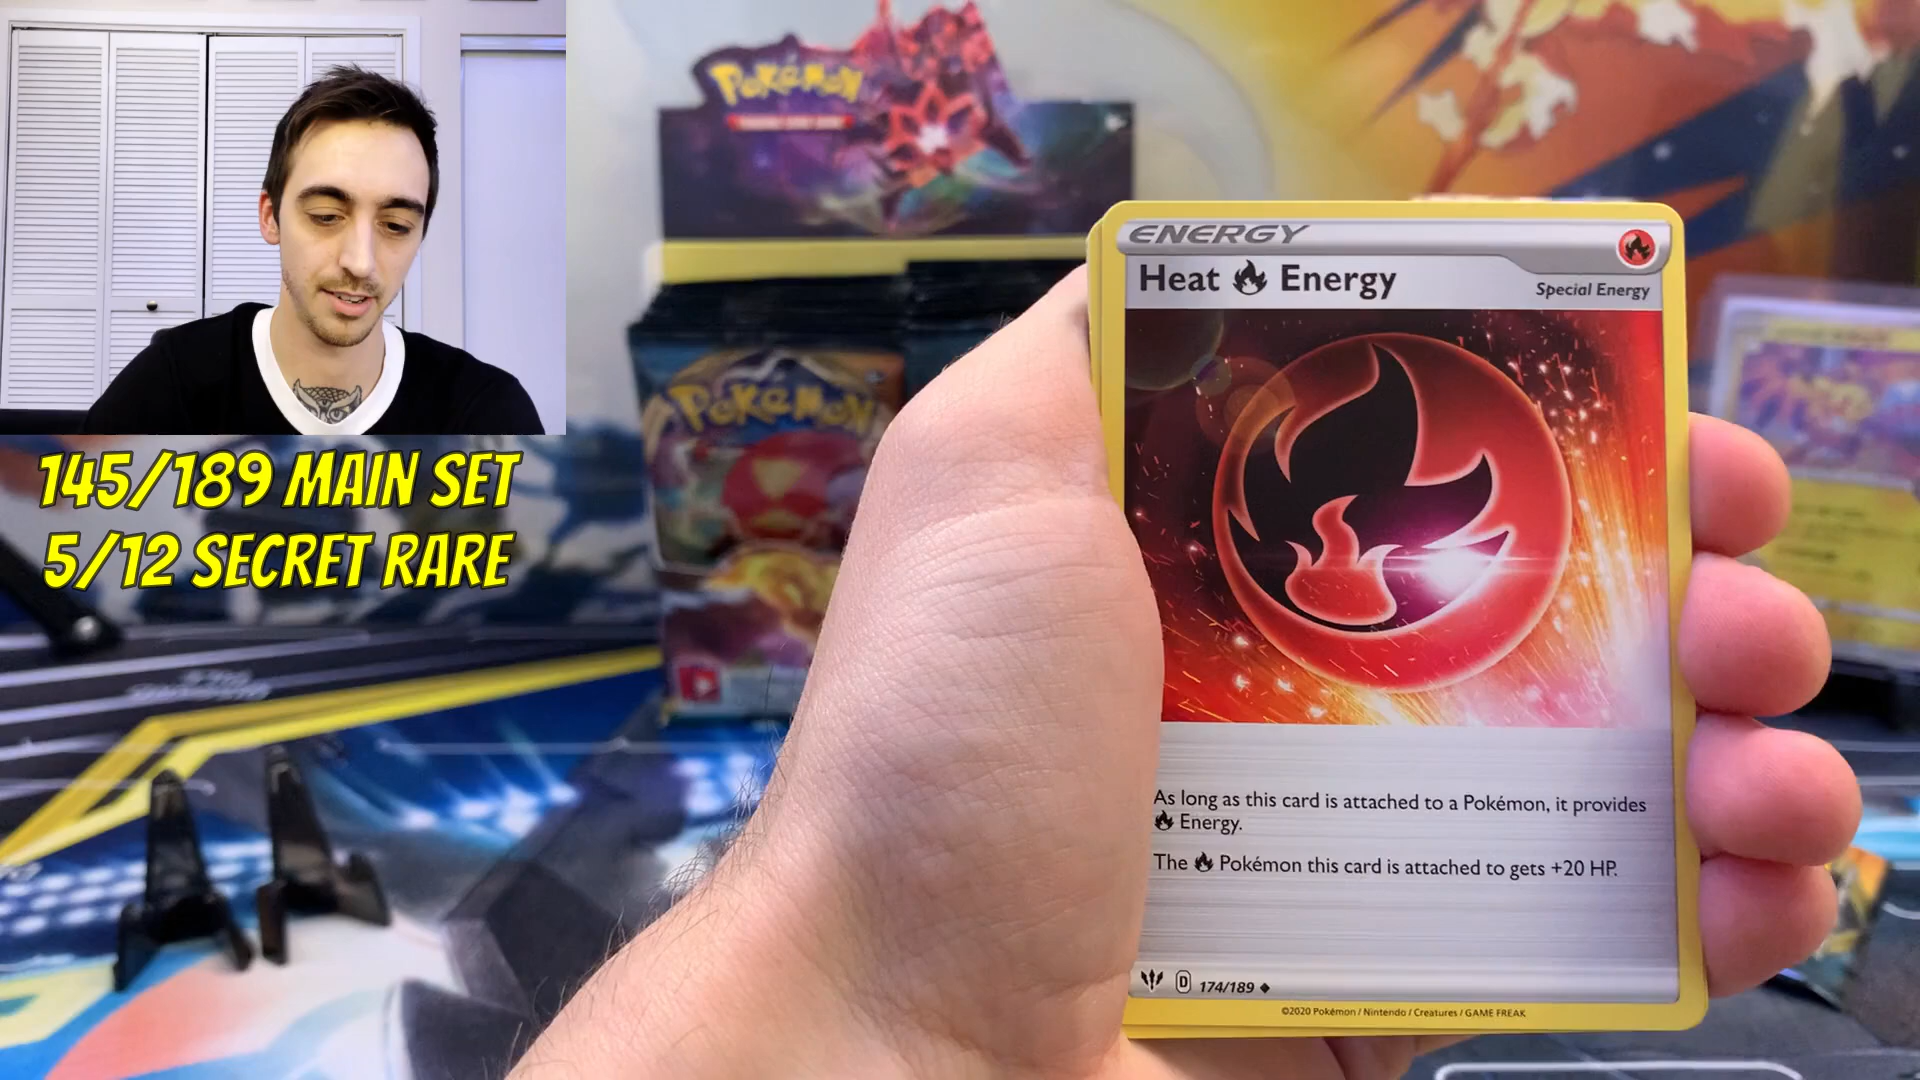 POKéMON
145/189 MAIN SET
5/12 SECRET RARE
POKéMON
ENERGY
Heat Energy
Special Energy
As long as this card is attached to a Pokémon, it provides
Energy.
The Pokémon this card is attached to gets +20 HP.
D 174/189
©2020 Pokémon / Nintendo / Creatures / GAME FREAK